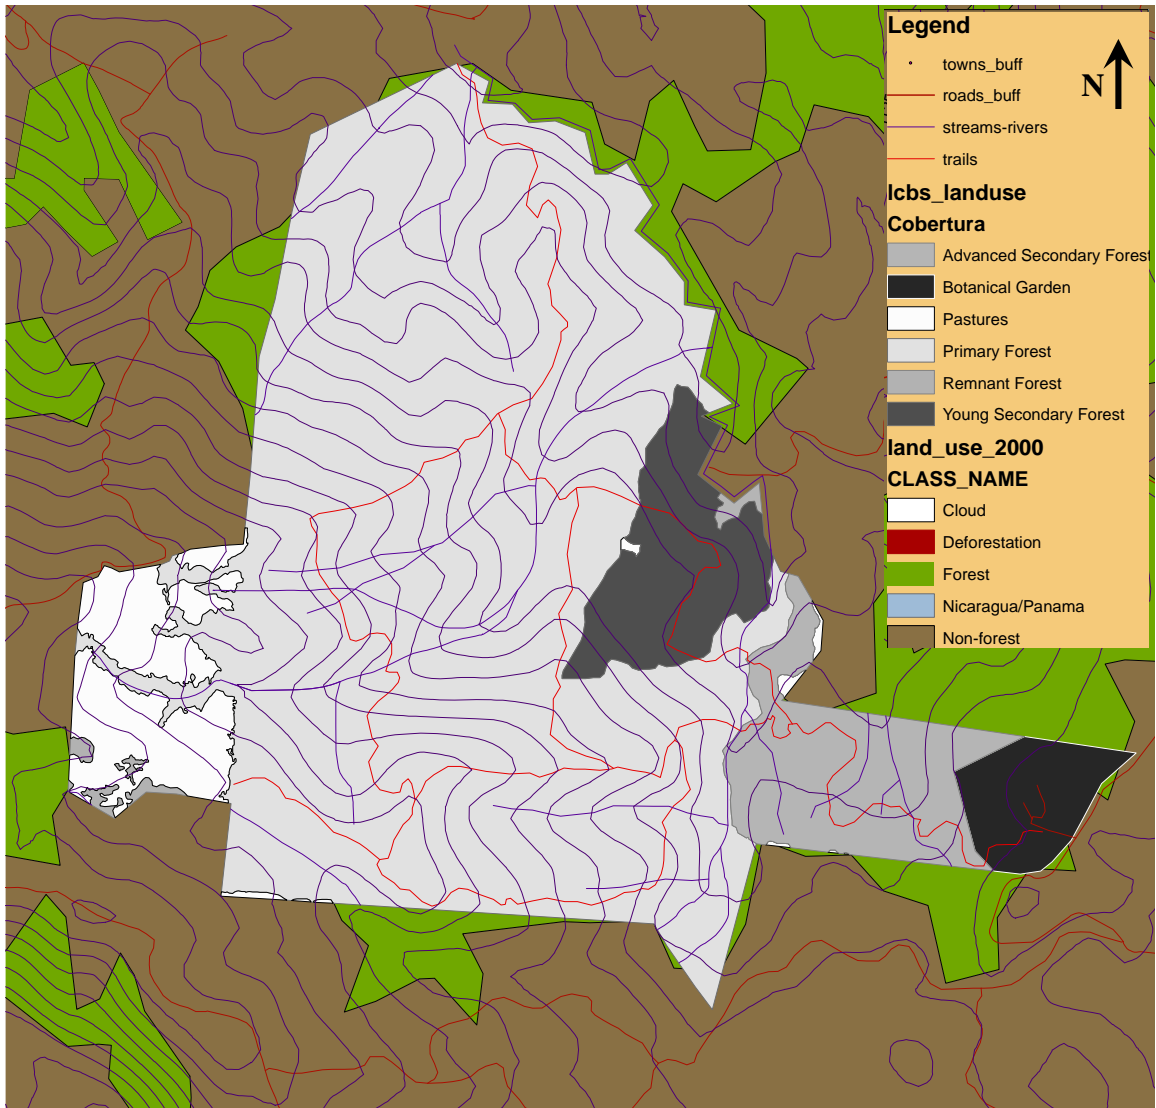 Legend
towns_buff
roads_buff
N
streams-rivers
trails
lcbs_landuse
Cobertura
Advanced Secondary Forest
Botanical Garden
Pastures
Primary Forest
Remnant Forest
Young Secondary Forest
land_use_2000
CLASS_NAME
Cloud
Deforestation
Forest
Nicaragua/Panama
Non-forest